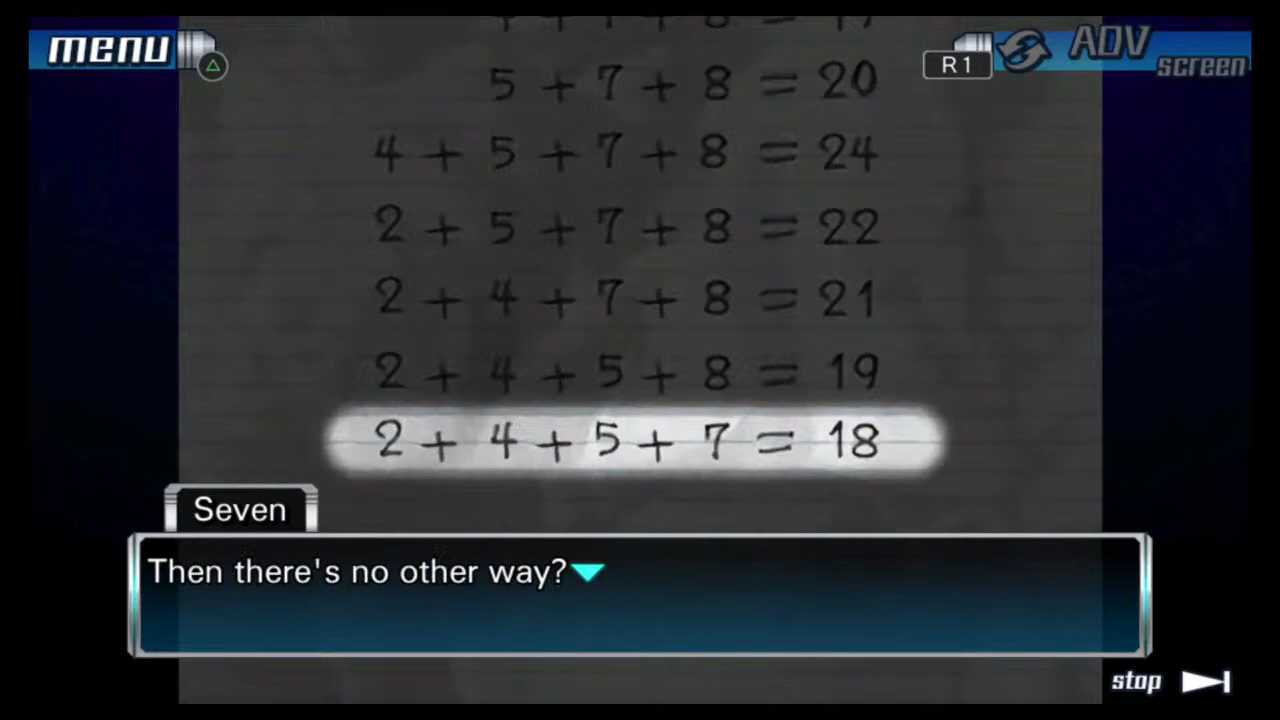 menu
R1
ADV
screen
5 + 7 + 8 = 20
4 + 5 + 7 + 8 = 24
2 + 5 + 7 + 8 = 22
2 + 4 + 7 + 8 = 21
2 + 4 + 5 + 8 = 19
2 + 4 + 5 + 7 = 18
Seven
Then there's no other way?
stop